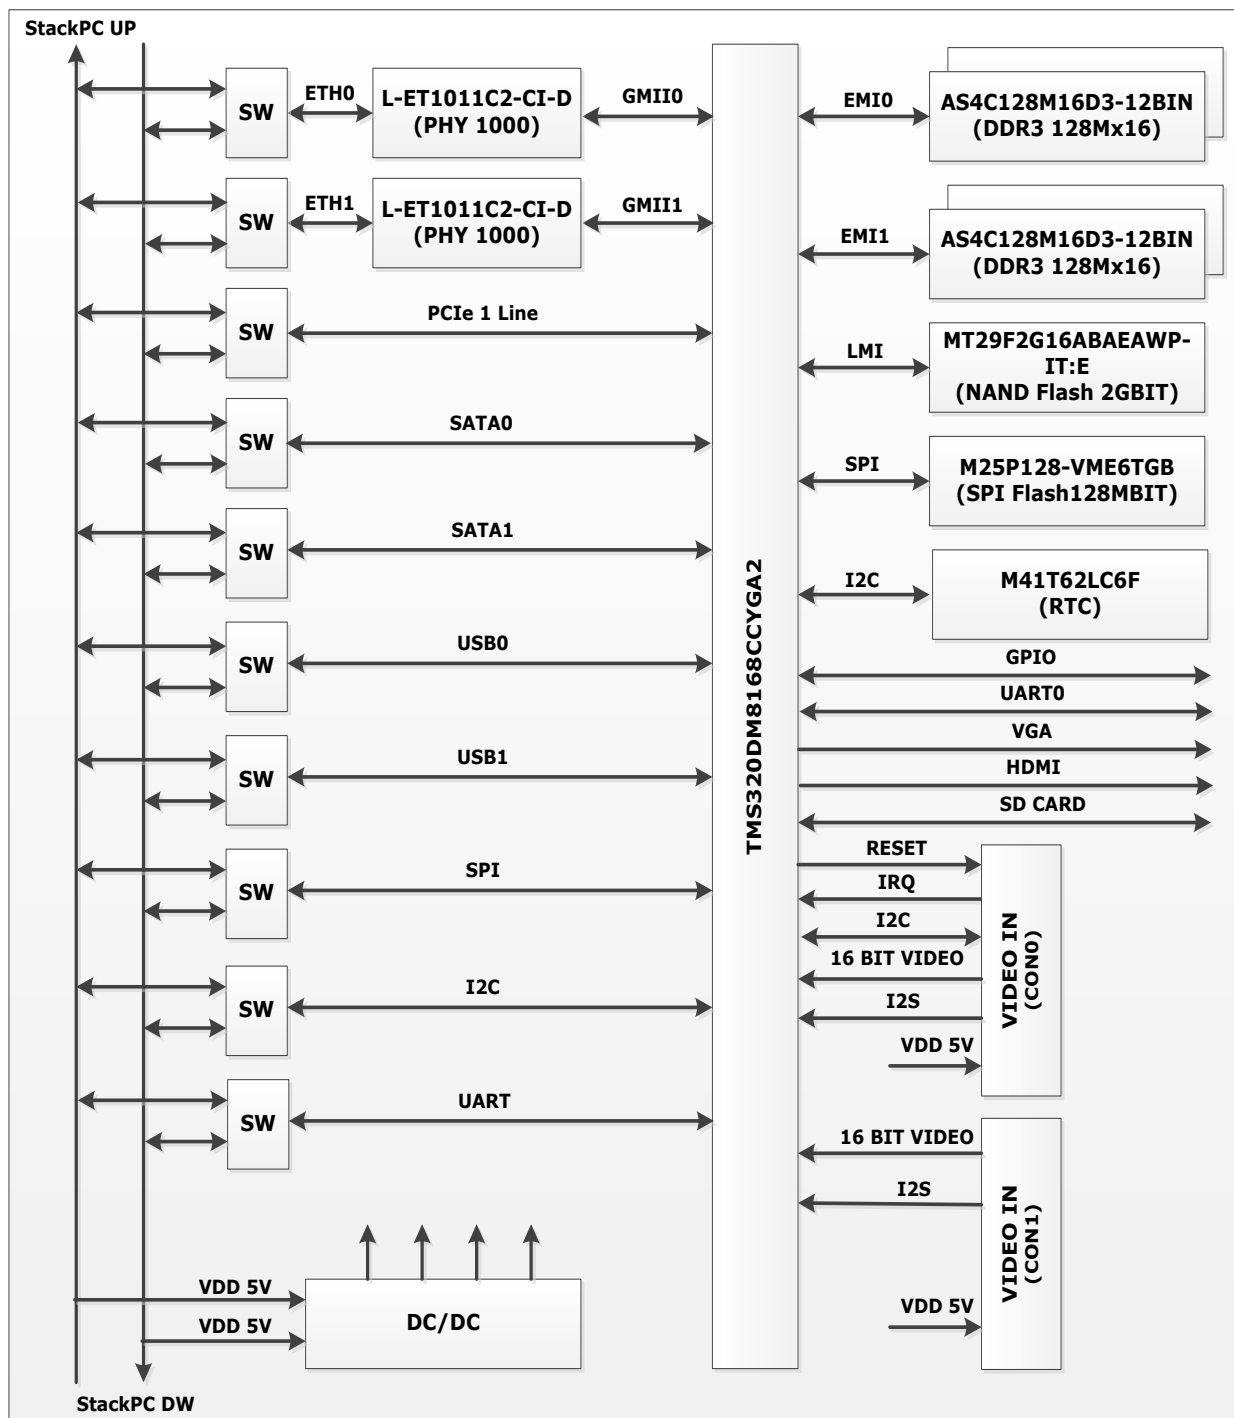 StackPC UP
SW
ETH0
L-ET1011C2-CI-D
(PHY 1000)
GMII0
EMI0
AS4C128M16D3-12BIN
(DDR3 128Mx16)
SW
ETH1
L-ET1011C2-CI-D
(PHY 1000)
GMII1
EMI1
AS4C128M16D3-12BIN
(DDR3 128Mx16)
SW
PCIe 1 Line
LMI
MT29F2G16ABAEAWP-
IT:E
(NAND Flash 2GBIT)
SW
SATA0
SPI
M25P128-VME6TGB
(SPI Flash128MBIT)
SW
SATA1
I2C
M41T62LC6F
(RTC)
TMS320DM8168CCYGA2
SW
USB0
GPIO
UART0
VGA
SW
USB1
HDMI
SD CARD
SW
SPI
RESET
IRQ
I2C
16 BIT VIDEO
I2S
VDD 5V
VIDEO IN
(CON0)
SW
I2C
SW
UART
16 BIT VIDEO
I2S
VDD 5V
VIDEO IN
(CON1)
VDD 5V
VDD 5V
DC/DC
StackPC DW